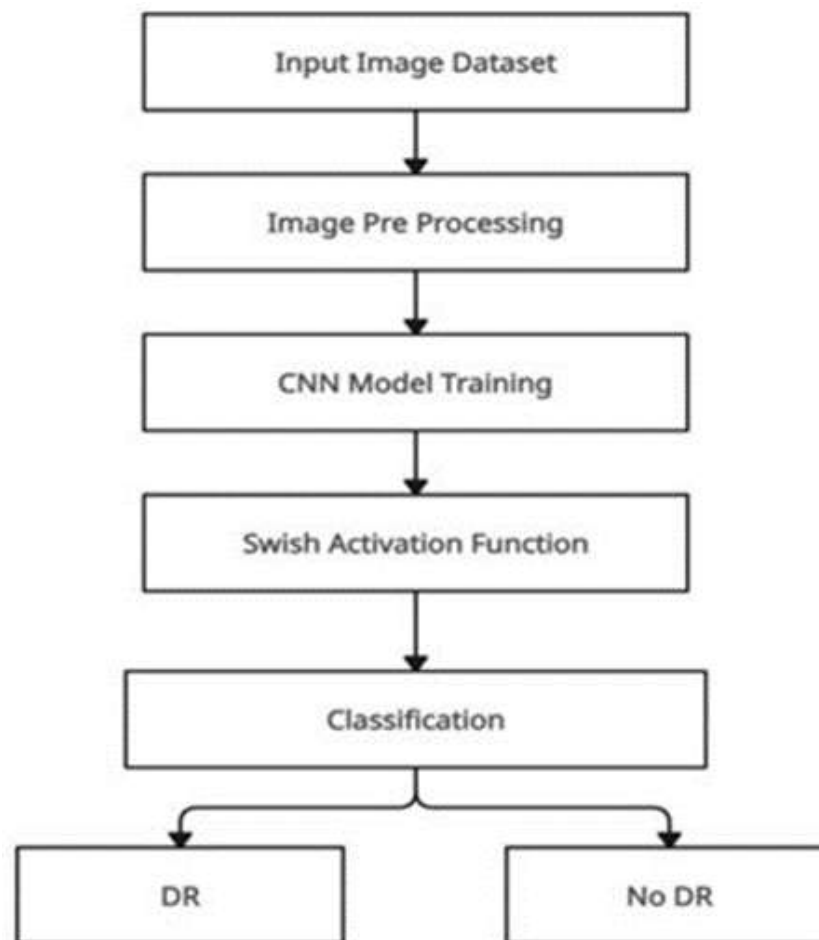 Input Image Dataset
Image Pre Processing
CNN Model Training
Swish Activation Function
Classification
DR
No DR